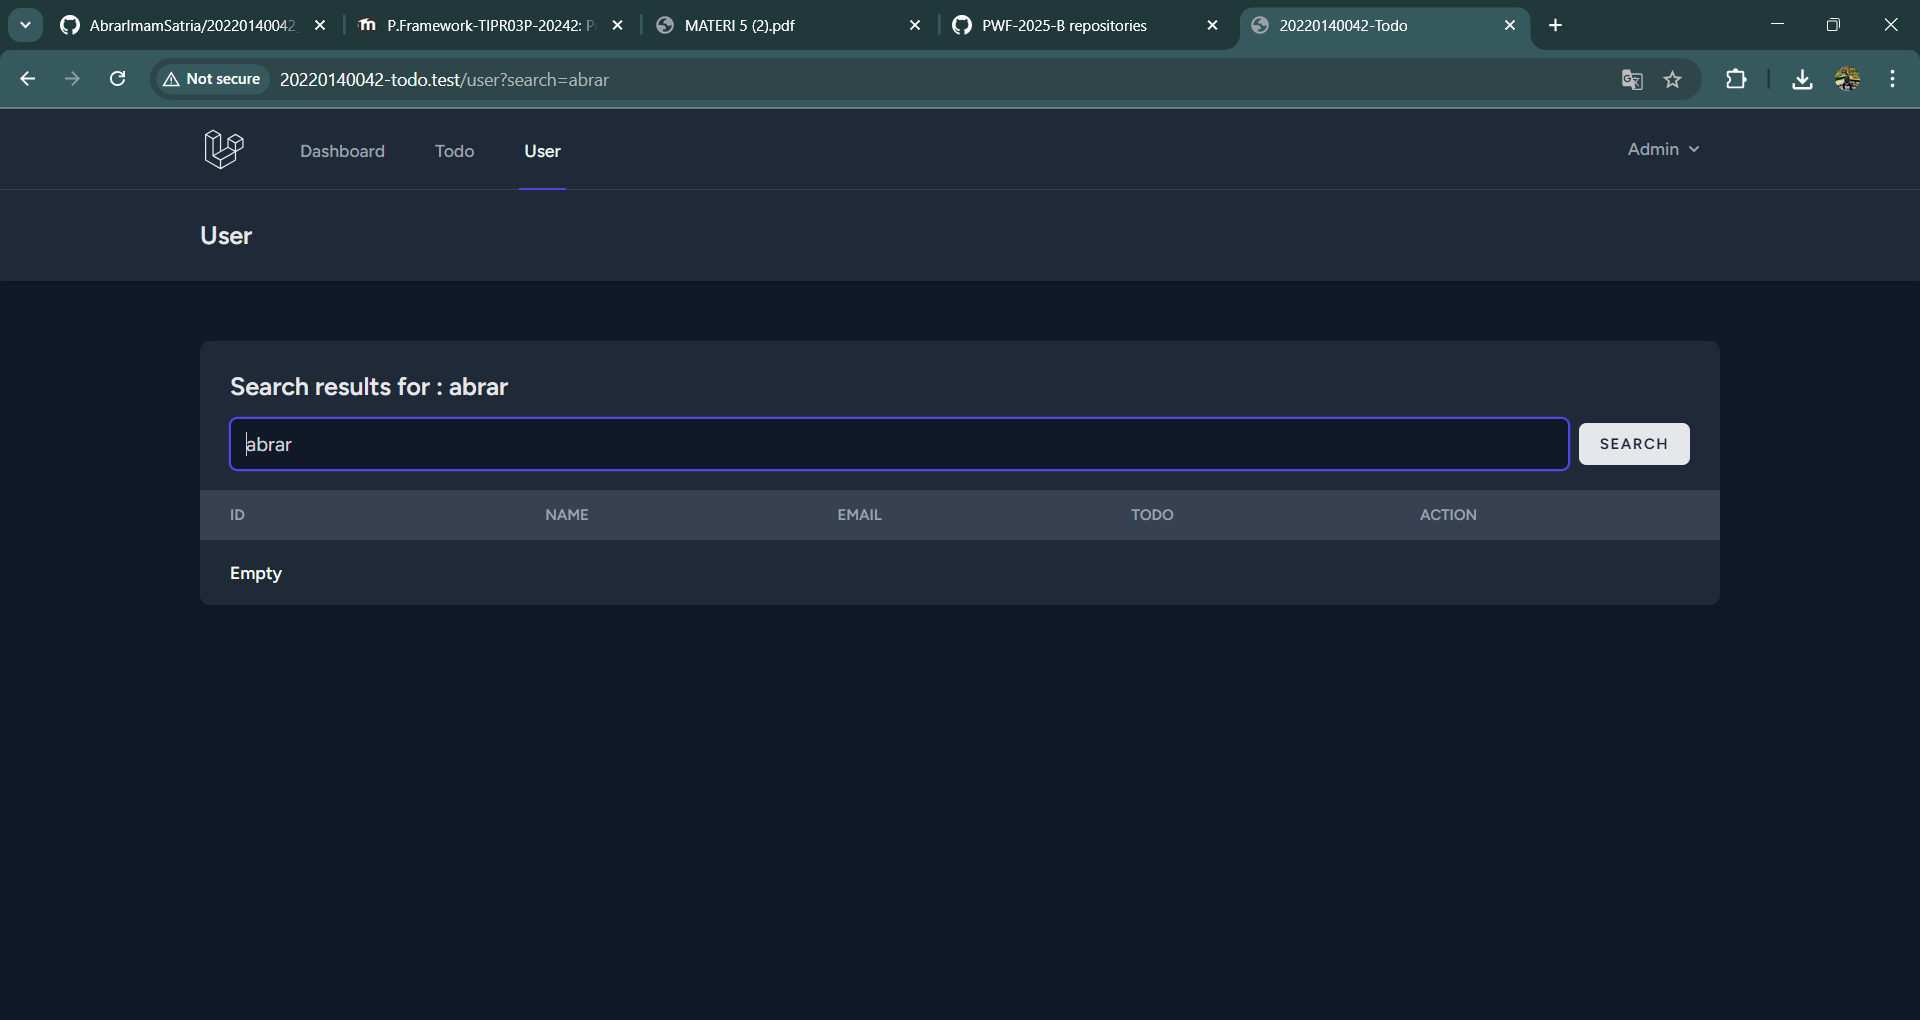 AbrarImamSatria/20220140042
P.Framework-TIPR03P-20242: P
MATERI 5 (2).pdf
PWF-2025-B repositories
20220140042-Todo
Not secure
20220140042-todo.test/user?search=abrar
Dashboard
Todo
User
Admin
User
Search results for : abrar
abrar
SEARCH
ID
NAME
EMAIL
TODO
ACTION
Empty